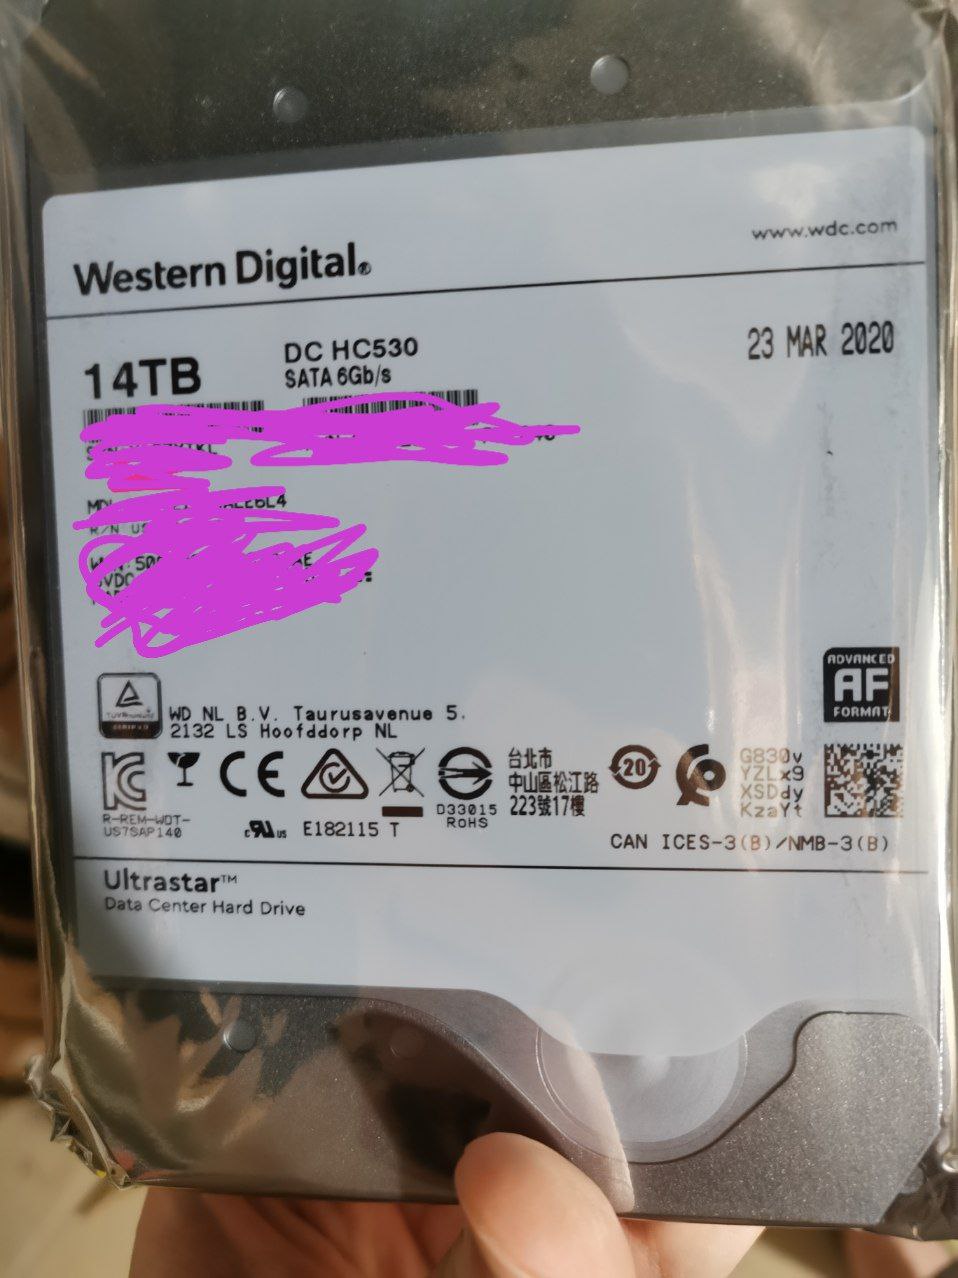 www.wdc.com
Western Digital®
14TB
DC HC530
SATA 6Gb/s
23 MAR 2020
ADVANCED
AF
FORMAT
WD NL B.V. Taurusavenue 5.
2132 LS Hoofddorp NL
R-REM-WDT-
US7SAP140
c RU us
E182115 T
20
D33015
RoHS
台北市
中山區松江路
223號17樓
G830v
YZLx9
XSDdy
KzaYt
CAN ICES-3(B)/NMB-3(B)
Ultrastar™
Data Center Hard Drive